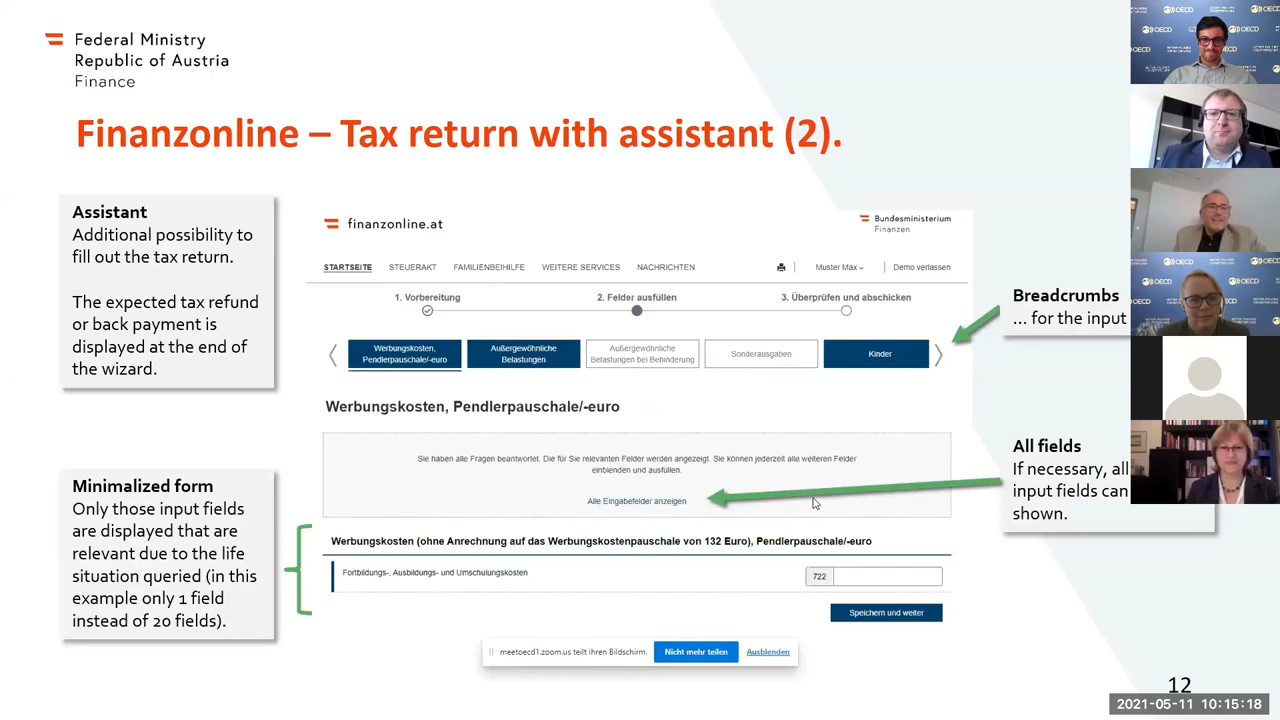 Federal Ministry
Republic of Austria
Finance
Finanzonline – Tax return with assistant (2).
Assistant
Additional possibility to
fill out the tax return.
The expected tax refund
or back payment is
displayed at the end of
the wizard.
Minimalized form
Only those input fields
are displayed that are
relevant due to the life
situation queried (in this
example only 1 field
instead of 20 fields).
finanzonline.at
Bundesministerium
Finanzen
STARTSEITE STEUERAKT FAMILIENBEIHILFE WEITERE SERVICES NACHRICHTEN Muster Max Demo verlassen
1. Vorbereitung 2. Felder ausfüllen 3. Überprüfen und abschicken
Werbungskosten,
Pendlerpauschale/-euro
Außergewöhnliche
Belastungen
Außergewöhnliche
Belastungen bei Behinderung
Sonderausgaben
Kinder
Werbungskosten, Pendlerpauschale/-euro
Sie haben alle Fragen beantwortet. Die für Sie relevanten Felder werden angezeigt. Sie können jederzeit alle weiteren Felder
einblenden und ausfüllen.
Alle Eingabefelder anzeigen
Werbungskosten (ohne Anrechnung auf das Werbungskostenpauschale von 132 Euro), Pendlerpauschale/-euro
Fortbildungs-, Ausbildungs- und Umschulungskosten 722
Speichern und weiter
Breadcrumbs
... for the input
All fields
If necessary, all
input fields can
shown.
meetoecd1.zoom.us teilt Ihren Bildschirm. Nicht mehr teilen Ausblenden
12
2021-05-11 10:15:18
OECD
OECD
OECD
OECD